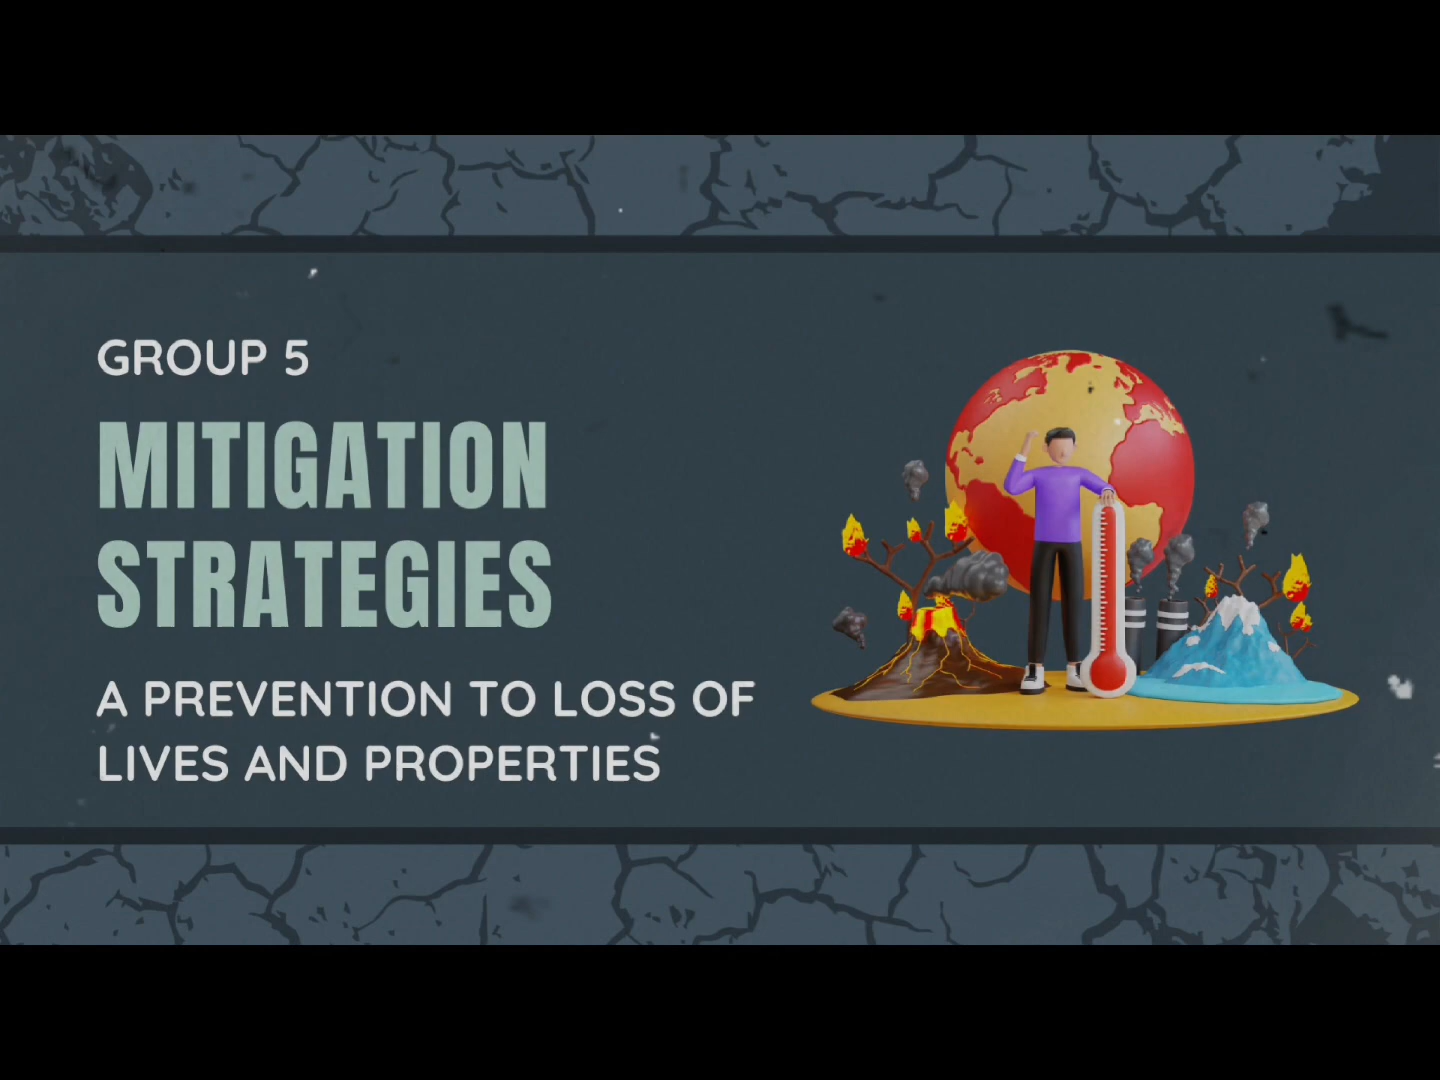 GROUP 5
MITIGATION
STRATEGIES
A PREVENTION TO LOSS OF
LIVES AND PROPERTIES